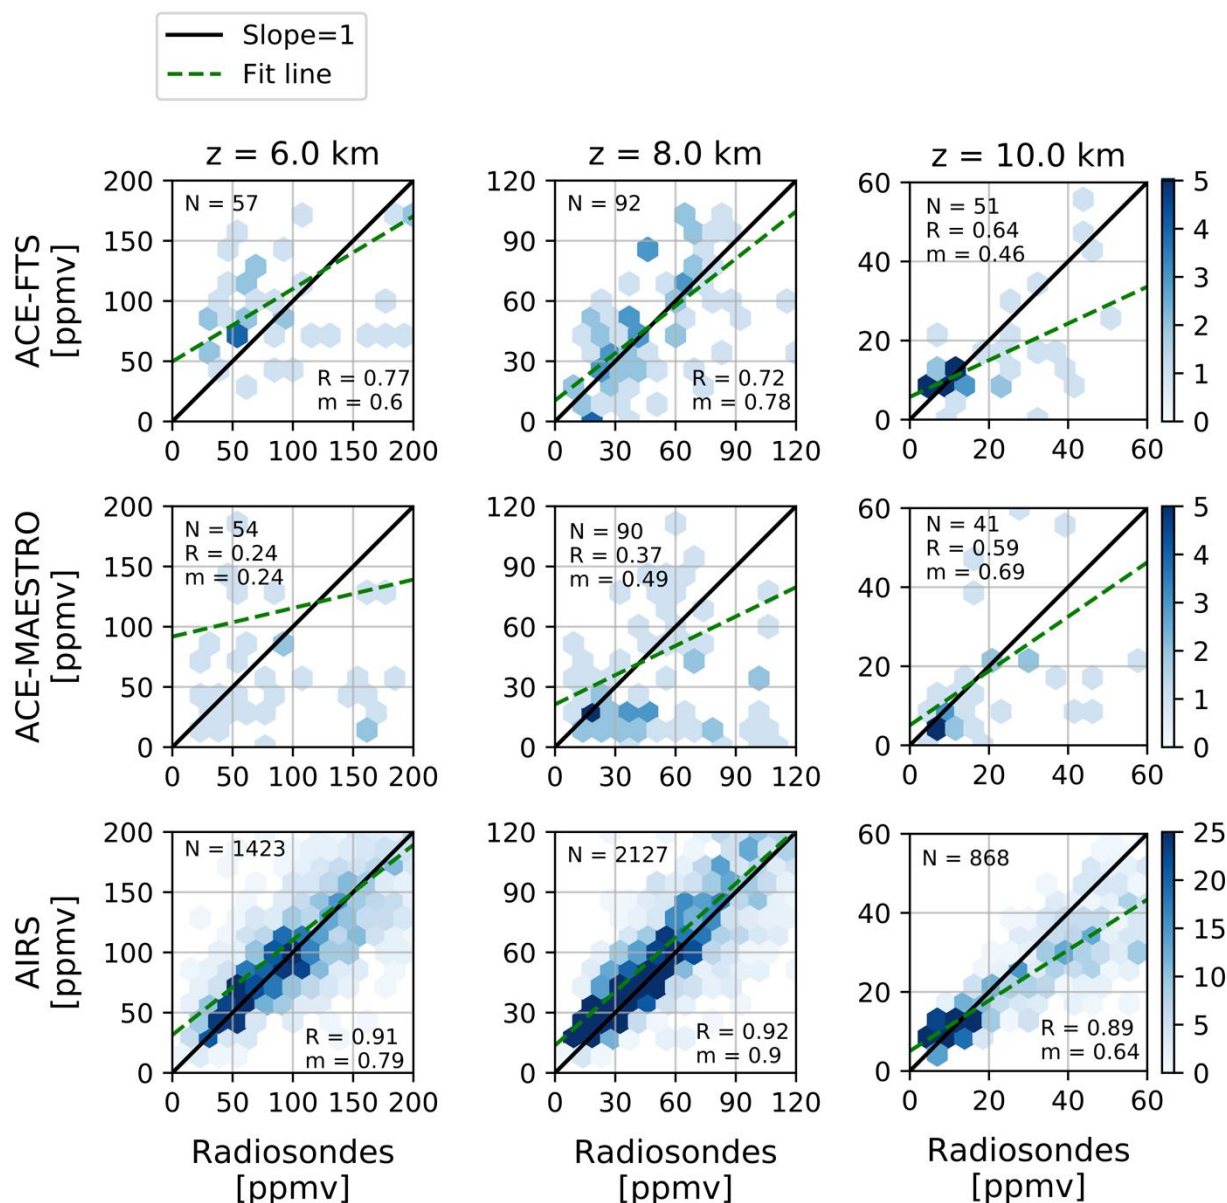 Slope=1
Fit line
z = 6.0 km
z = 8.0 km
z = 10.0 km
ACE-FTS
[ppmv]
200
150
100
50
0
N = 57
R = 0.77
m = 0.6
0 50 100 150 200
120
90
60
30
0
N = 92
R = 0.72
m = 0.78
0 30 60 90 120
60
40
20
0
N = 51
R = 0.64
m = 0.46
0 20 40 60
5
4
3
2
1
0
ACE-MAESTRO
[ppmv]
200
150
100
50
0
N = 54
R = 0.24
m = 0.24
0 50 100 150 200
120
90
60
30
0
N = 90
R = 0.37
m = 0.49
0 30 60 90 120
60
40
20
0
N = 41
R = 0.59
m = 0.69
0 20 40 60
5
4
3
2
1
0
AIRS
[ppmv]
200
150
100
50
0
N = 1423
R = 0.91
m = 0.79
0 50 100 150 200
Radiosondes
[ppmv]
120
90
60
30
0
N = 2127
R = 0.92
m = 0.9
0 30 60 90 120
Radiosondes
[ppmv]
60
40
20
0
N = 868
R = 0.89
m = 0.64
0 20 40 60
Radiosondes
[ppmv]
25
20
15
10
5
0